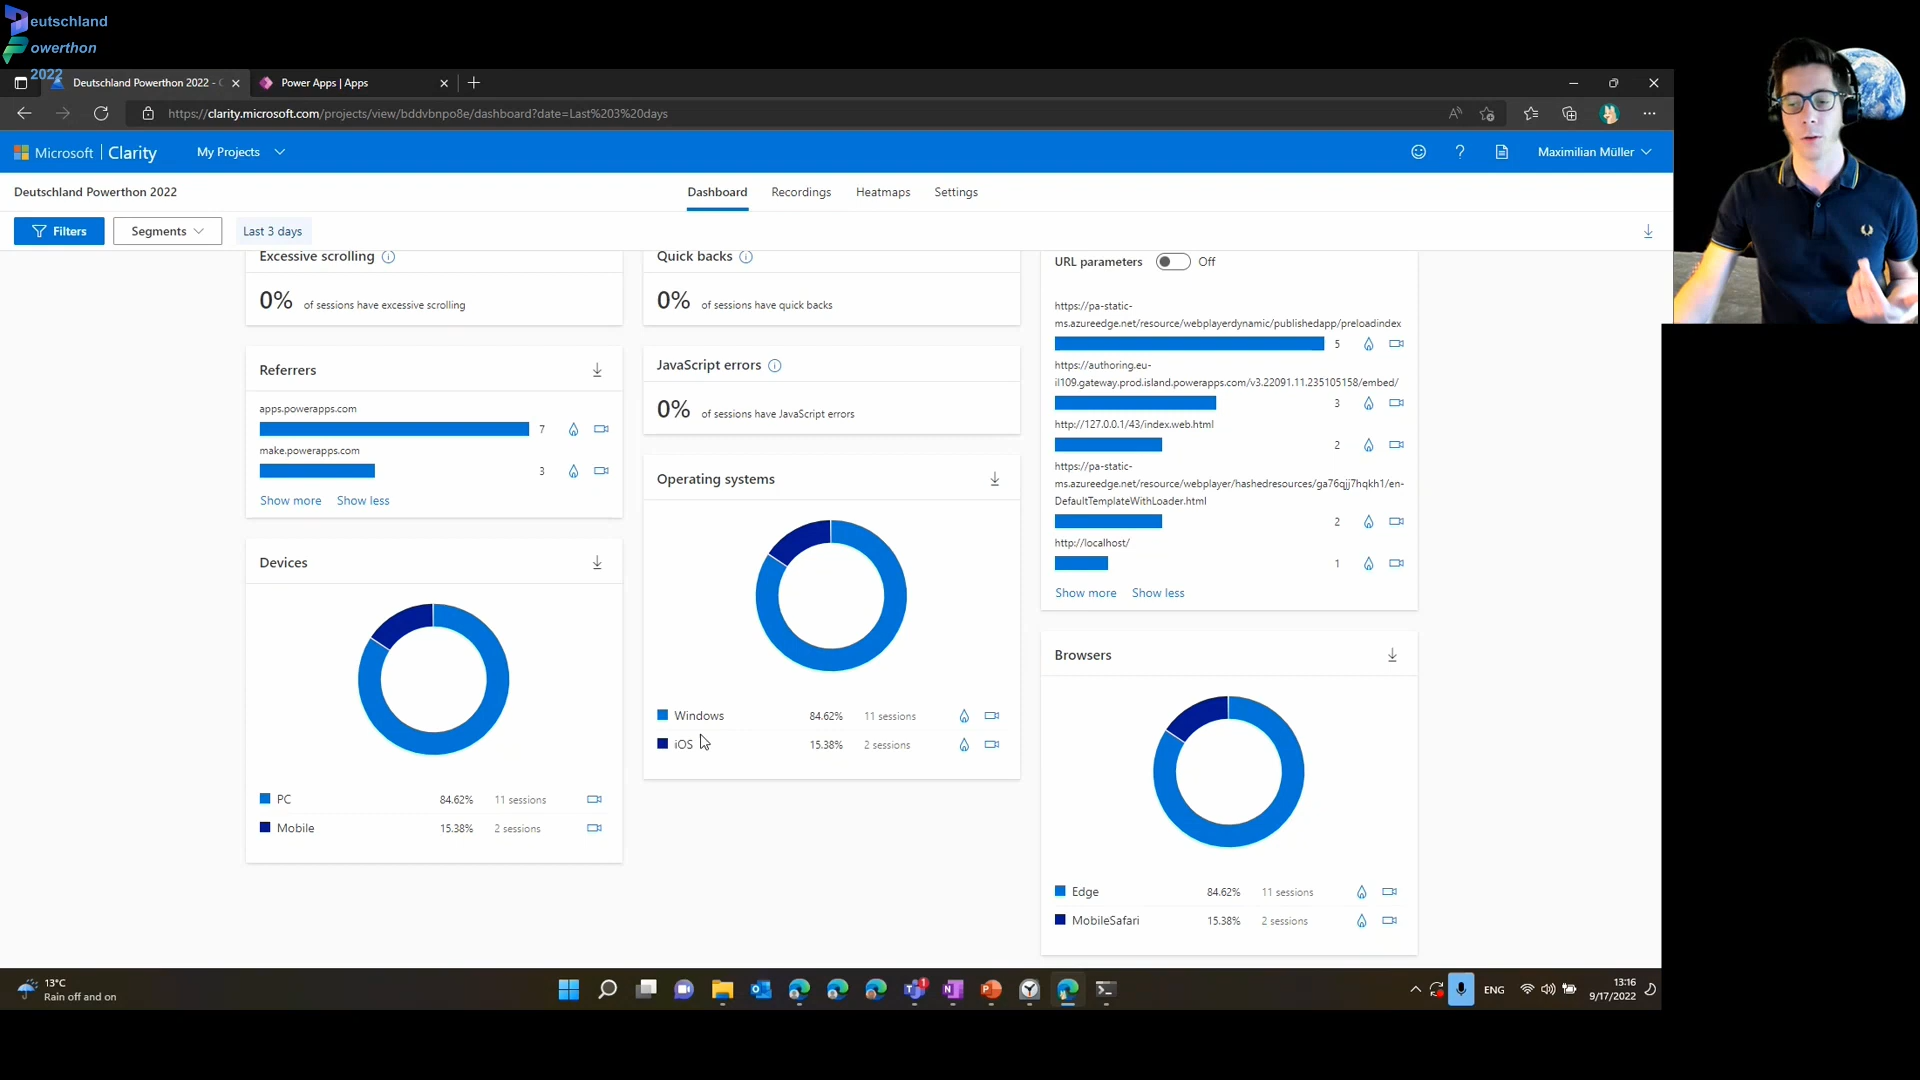 Deutschland
Powerthon
2022
Deutschland Powerthon 2022 - C
Power Apps | Apps
https://clarity.microsoft.com/projects/view/bddvbnpo8e/dashboard?date=Last%203%20days
Microsoft | Clarity
My Projects
Maximilian Müller
Deutschland Powerthon 2022
Dashboard
Recordings
Heatmaps
Settings
Filters
Segments
Last 3 days
Excessive scrolling
0% of sessions have excessive scrolling
Referrers
apps.powerapps.com
7
make.powerapps.com
3
Show more Show less
Devices
PC 84.62% 11 sessions
Mobile 15.38% 2 sessions
Quick backs
0% of sessions have quick backs
JavaScript errors
0% of sessions have JavaScript errors
Operating systems
Windows 84.62% 11 sessions
iOS 15.38% 2 sessions
URL parameters Off
https://pa-static-
ms.azureedge.net/resource/webplayerdynamic/publishedapp/preloadindex
5
https://authoring.eu-
il109.gateway.prod.island.powerapps.com/v3.22091.11.235105158/embed/
3
http://127.0.0.1/43/index.web.html
2
https://pa-static-
ms.azureedge.net/resource/webplayer/hashedresources/ga76qjj7hqkh1/en-
DefaultTemplateWithLoader.html
2
http://localhost/
1
Show more Show less
Browsers
Edge 84.62% 11 sessions
MobileSafari 15.38% 2 sessions
13°C
Rain off and on
ENG
13:16
9/17/2022